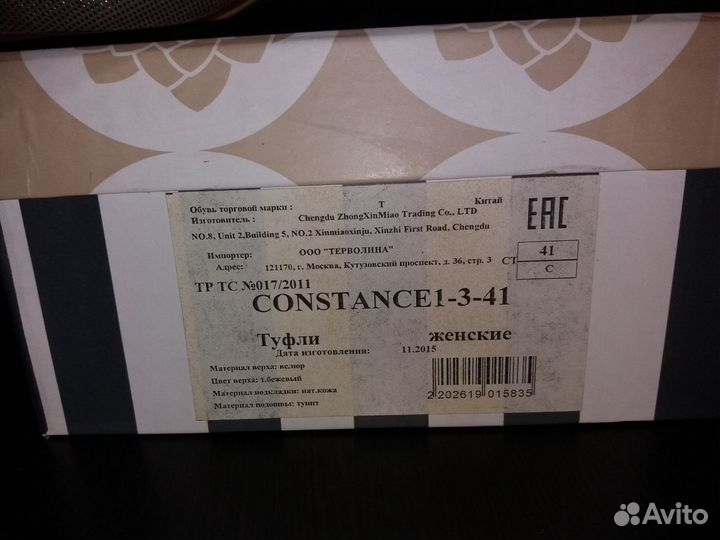 Обувь торговой марки : Т Китай
Изготовитель : Chengdu ZhongXinMiao Trading Co., LTD
NO.8, Unit 2,Building 5, NO.2 Xinmiaoxinju, Xinzhi First Road, Chengdu
EAC
Импортер: ООО "ТЕРВОЛИНА"
Адрес: 121170, г. Москва, Кутузовский проспект, д. 36, стр. 3 СТ
41
С
ТР ТС №017/2011
CONSTANCE1-3-41
Туфли женские
Дата изготовления: 11.2015
Материал верха: велюр
Цвет верха: т.бежевый
Материал подкладки: нат.кожа
Материал подошвы: тунит
2 202619 015835
Avito